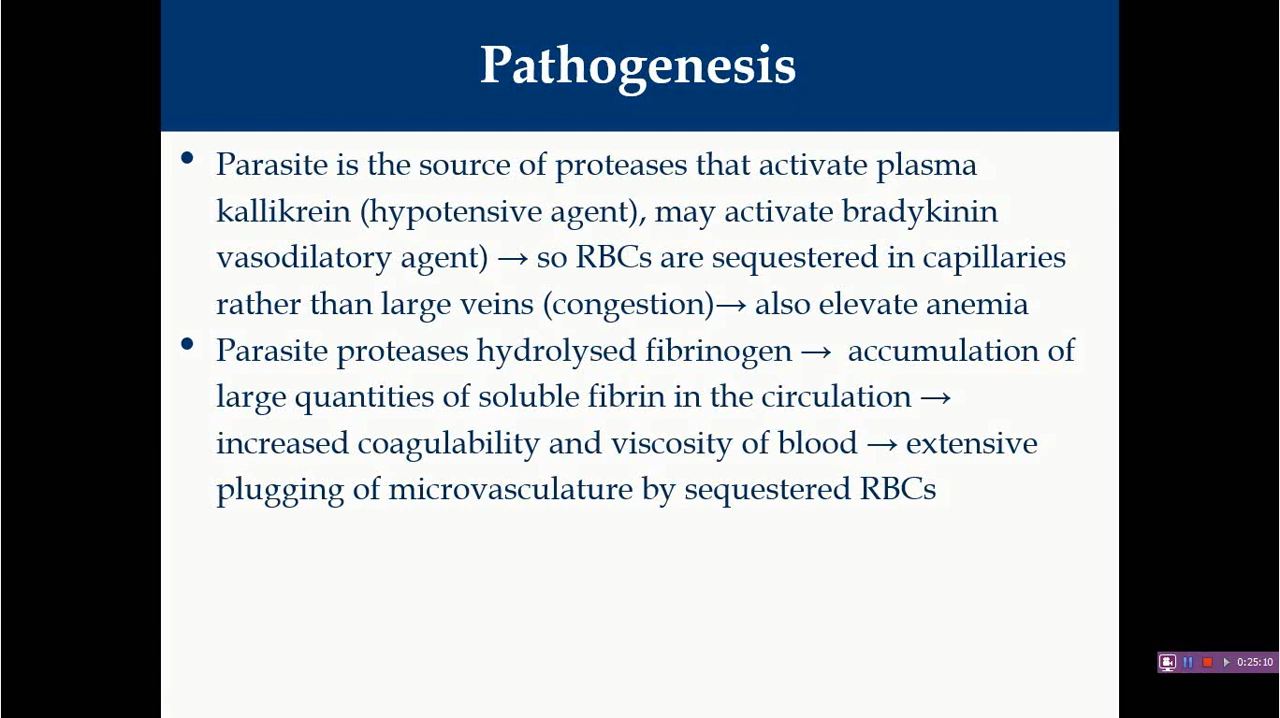 Pathogenesis
• Parasite is the source of proteases that activate plasma
kallikrein (hypotensive agent), may activate bradykinin
vasodilatory agent) → so RBCs are sequestered in capillaries
rather than large veins (congestion)→ also elevate anemia
• Parasite proteases hydrolysed fibrinogen → accumulation of
large quantities of soluble fibrin in the circulation →
increased coagulability and viscosity of blood → extensive
plugging of microvasculature by sequestered RBCs
0:25:10